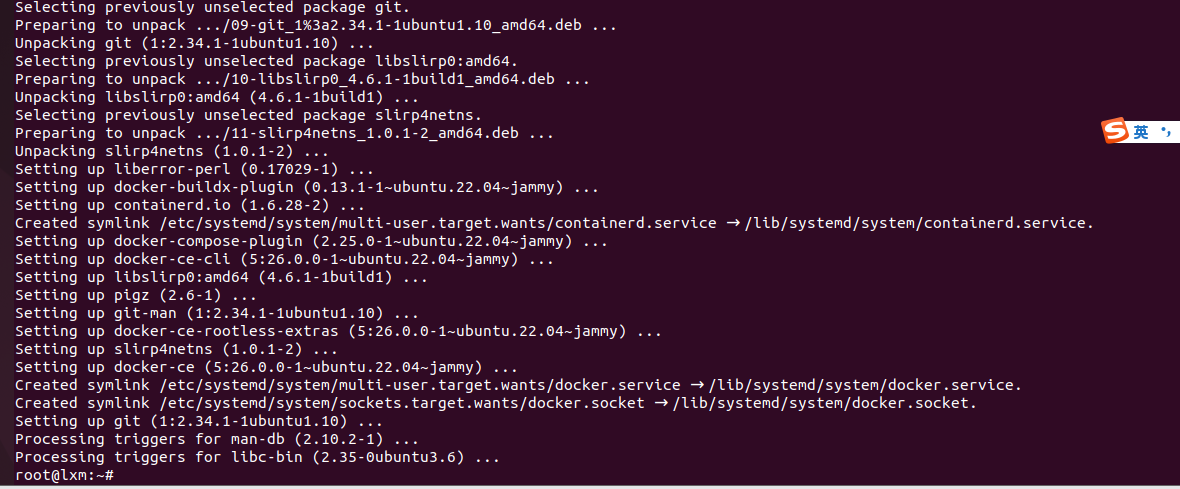 Selecting previously unselected package git.
Preparing to unpack .../09-git_1%3a2.34.1-1ubuntu1.10_amd64.deb ...
Unpacking git (1:2.34.1-1ubuntu1.10) ...
Selecting previously unselected package libslirp0:amd64.
Preparing to unpack .../10-libslirp0_4.6.1-1build1_amd64.deb ...
Unpacking libslirp0:amd64 (4.6.1-1build1) ...
Selecting previously unselected package slirp4netns.
Preparing to unpack .../11-slirp4netns_1.0.1-2_amd64.deb ...
Unpacking slirp4netns (1.0.1-2) ...
Setting up liberror-perl (0.17029-1) ...
Setting up docker-buildx-plugin (0.13.1-1~ubuntu.22.04~jammy) ...
Setting up containerd.io (1.6.28-2) ...
Created symlink /etc/systemd/system/multi-user.target.wants/containerd.service → /lib/systemd/system/containerd.service.
Setting up docker-compose-plugin (2.25.0-1~ubuntu.22.04~jammy) ...
Setting up docker-ce-cli (5:26.0.0-1~ubuntu.22.04~jammy) ...
Setting up libslirp0:amd64 (4.6.1-1build1) ...
Setting up pigz (2.6-1) ...
Setting up git-man (1:2.34.1-1ubuntu1.10) ...
Setting up docker-ce-rootless-extras (5:26.0.0-1~ubuntu.22.04~jammy) ...
Setting up slirp4netns (1.0.1-2) ...
Setting up docker-ce (5:26.0.0-1~ubuntu.22.04~jammy) ...
Created symlink /etc/systemd/system/multi-user.target.wants/docker.service → /lib/systemd/system/docker.service.
Created symlink /etc/systemd/system/sockets.target.wants/docker.socket → /lib/systemd/system/docker.socket.
Setting up git (1:2.34.1-1ubuntu1.10) ...
Processing triggers for man-db (2.10.2-1) ...
Processing triggers for libc-bin (2.35-0ubuntu3.6) ...
root@lxm:~#
S 英